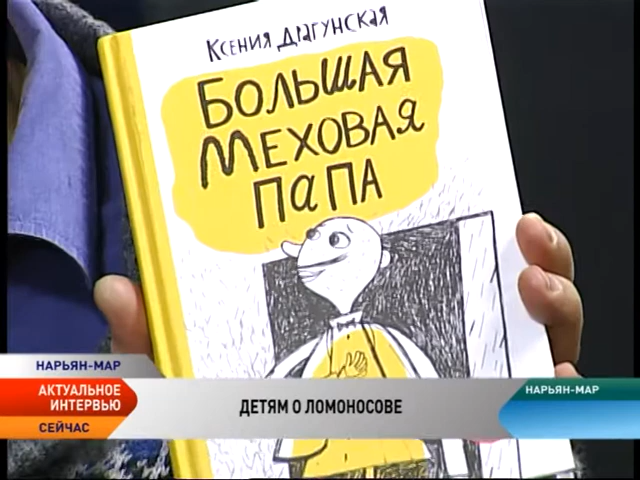 Ксения Драгунская
Большая
меховая
папа
НАРЬЯН-МАР
АКТУАЛЬНОЕ
ИНТЕРВЬЮ
СЕЙЧАС
ДЕТЯМ О ЛОМОНОСОВЕ
НАРЬЯН-МАР